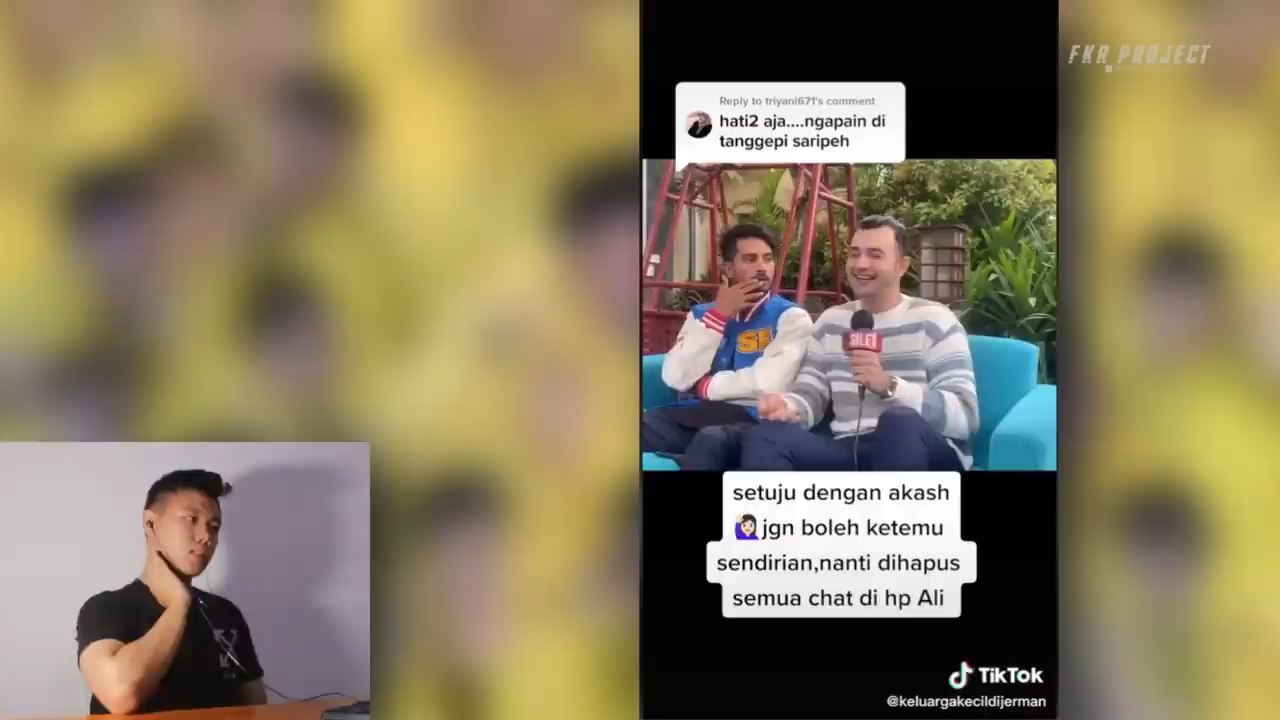 FKR PROJECT
Reply to triyani671's comment
hati2 aja....ngapain di
tanggepi saripeh
SILET
setuju dengan akash
🙋🏻‍♀️jgn boleh ketemu
sendirian,nanti dihapus
semua chat di hp Ali
TikTok
@keluargakecildijerman